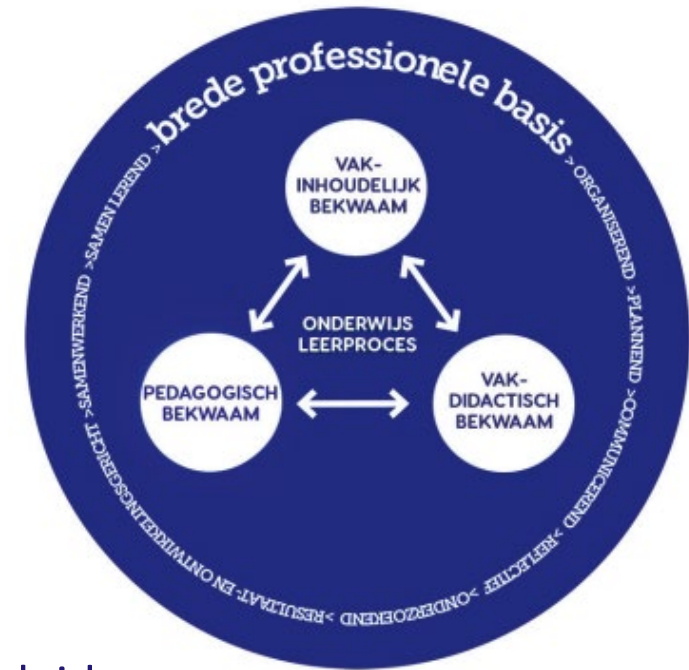 brede professionele basis
> ORGANISEREND >PLANNEND >COMMUNICEREND >REFLECTIEF >ONDERZOEKEND >RESULTAAT- EN ONTWIKKELINGSGERICHT >SAMENWERKEND >SAMEN LEREND >
VAK-
INHOUDELIJK
BEKWAAM
ONDERWIJS
LEERPROCES
PEDAGOGISCH
BEKWAAM
VAK-
DIDACTISCH
BEKWAAM